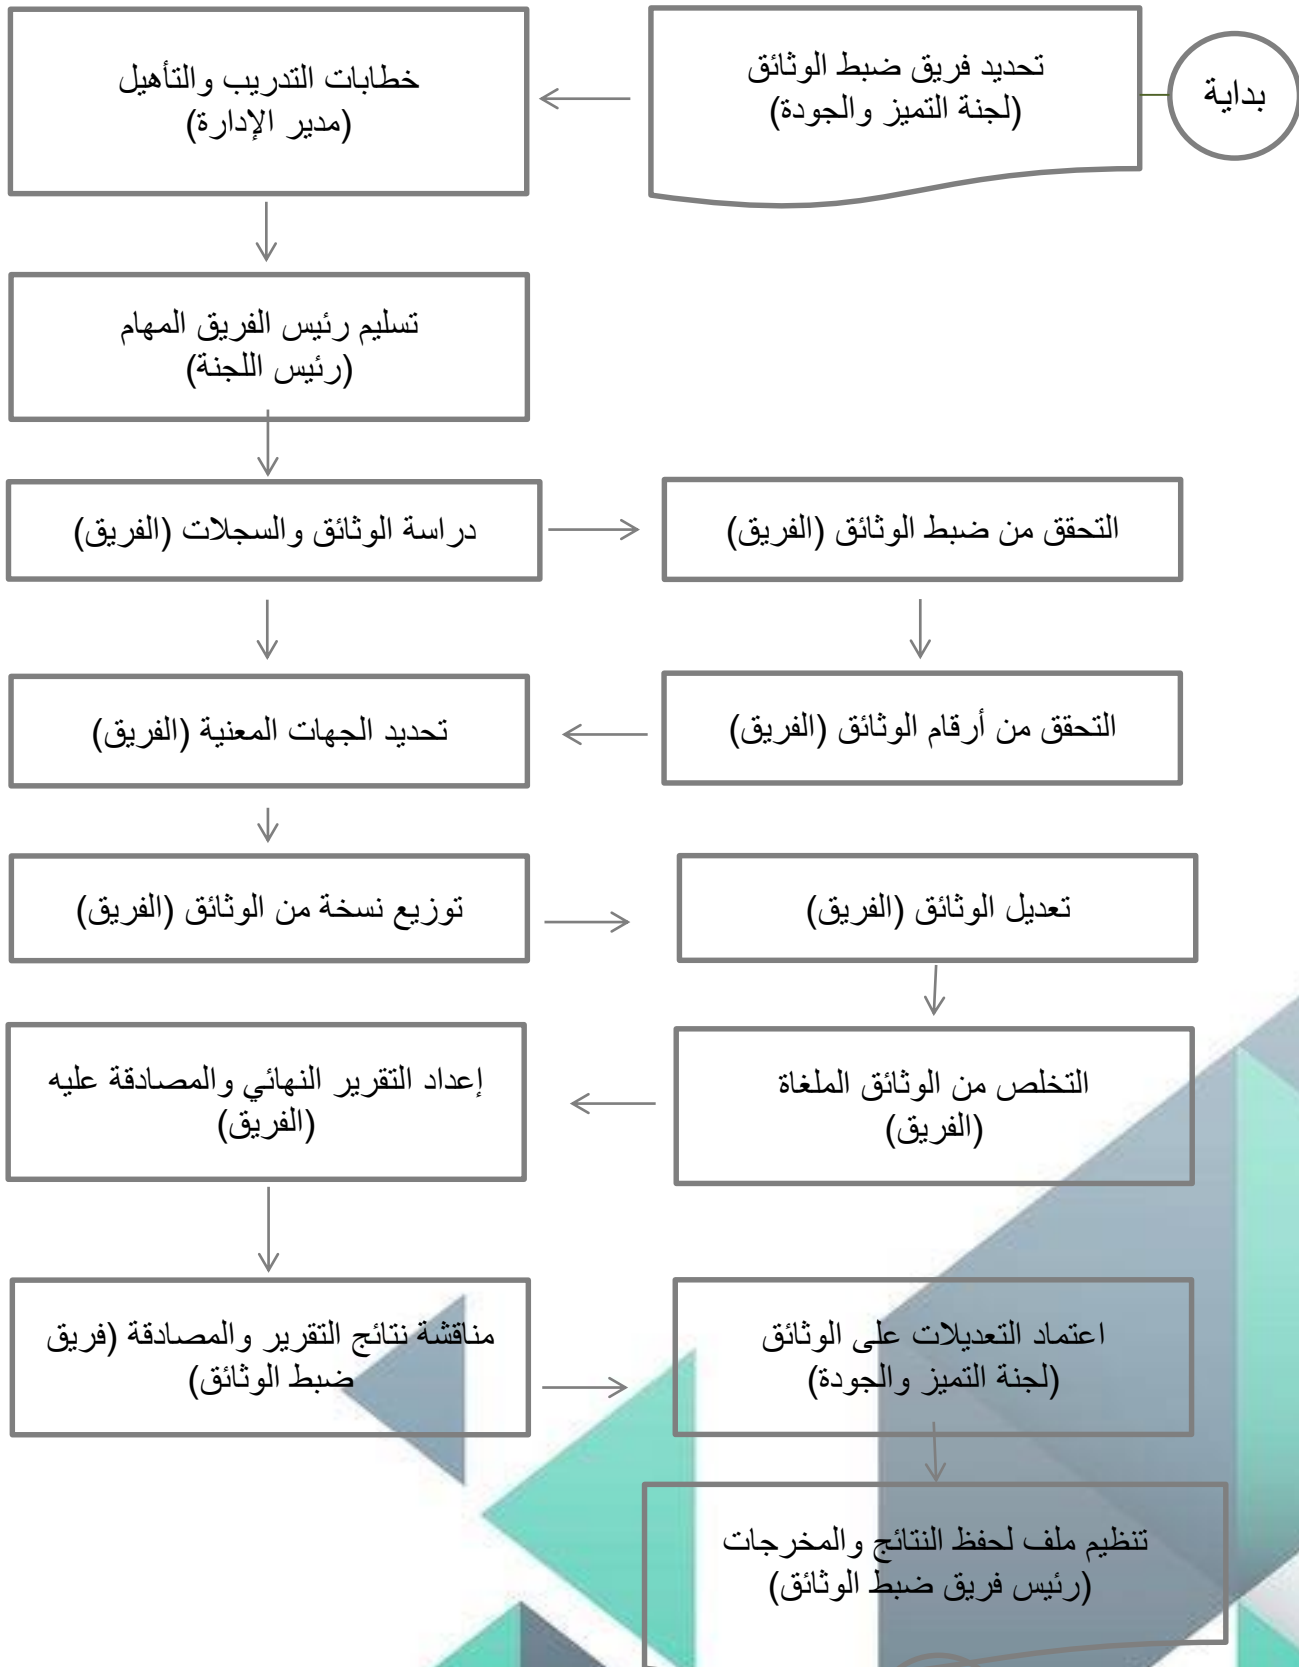 بداية
تحديد فريق ضبط الوثائق
(لجنة التميز والجودة)
خطابات التدريب والتأهيل
(مدير الإدارة)
تسليم رئيس الفريق المهام
(رئيس اللجنة)
دراسة الوثائق والسجلات (الفريق)
التحقق من ضبط الوثائق (الفريق)
التحقق من أرقام الوثائق (الفريق)
تحديد الجهات المعنية (الفريق)
توزيع نسخة من الوثائق (الفريق)
تعديل الوثائق (الفريق)
التخلص من الوثائق الملغاة
(الفريق)
إعداد التقرير النهائي والمصادقة عليه
(الفريق)
مناقشة نتائج التقرير والمصادقة (فريق
ضبط الوثائق)
اعتماد التعديلات على الوثائق
(لجنة التميز والجودة)
تنظيم ملف لحفظ النتائج والمخرجات
(رئيس فريق ضبط الوثائق)